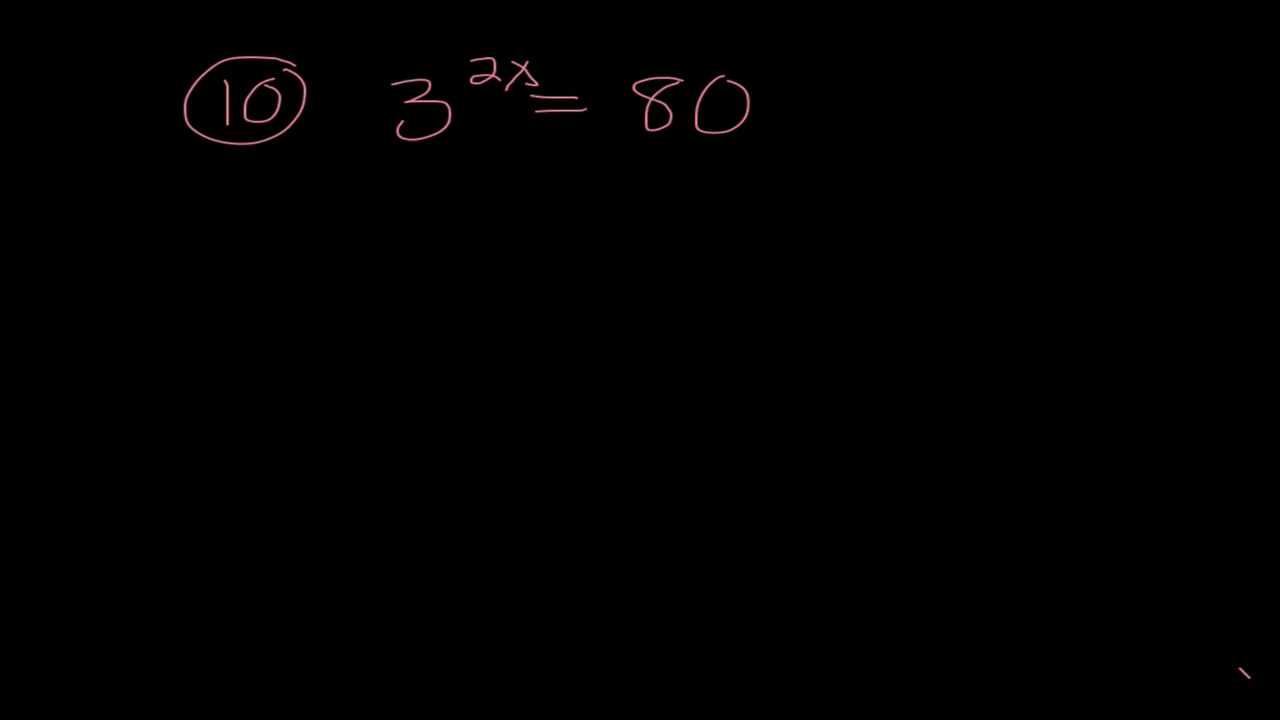 ⑩ 3^{2x} = 80